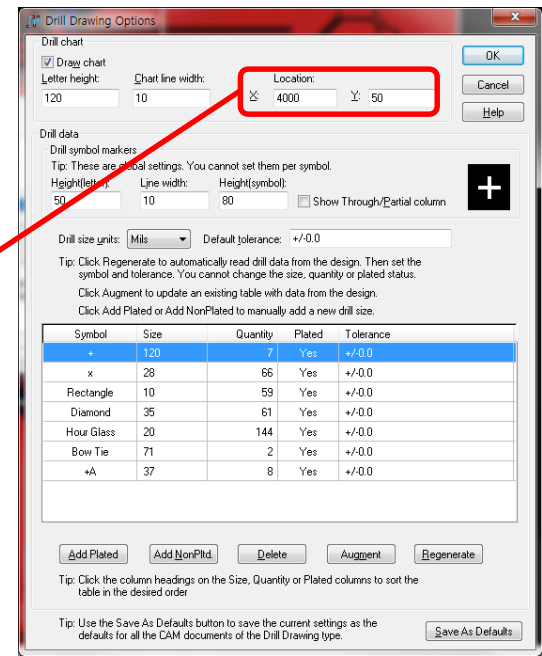 Drill Drawing Options
Drill chart
Draw chart
Letter height: Chart line width: Location:
120 10 X: 4000 Y: 50
OK
Cancel
Help
Drill data
Drill symbol markers
Tip: These are global settings. You cannot set them per symbol.
Height(letter): Line width: Height(symbol):
50 10 80 Show Through/Partial column
Drill size units: Mils Default tolerance: +/-0.0
Tip: Click Regenerate to automatically read drill data from the design. Then set the
symbol and tolerance. You cannot change the size, quantity or plated status.
Click Augment to update an existing table with data from the design.
Click Add Plated or Add NonPlated to manually add a new drill size.
Symbol Size Quantity Plated Tolerance
+ 120 7 Yes +/-0.0
x 28 66 Yes +/-0.0
Rectangle 10 59 Yes +/-0.0
Diamond 35 61 Yes +/-0.0
Hour Glass 20 144 Yes +/-0.0
Bow Tie 71 2 Yes +/-0.0
+A 37 8 Yes +/-0.0
Add Plated Add NonPltd. Delete Augment Regenerate
Tip: Click the column headings on the Size, Quantity or Plated columns to sort the
table in the desired order
Tip: Use the Save As Defaults button to save the current settings as the
defaults for all the CAM documents of the Drill Drawing type.
Save As Defaults